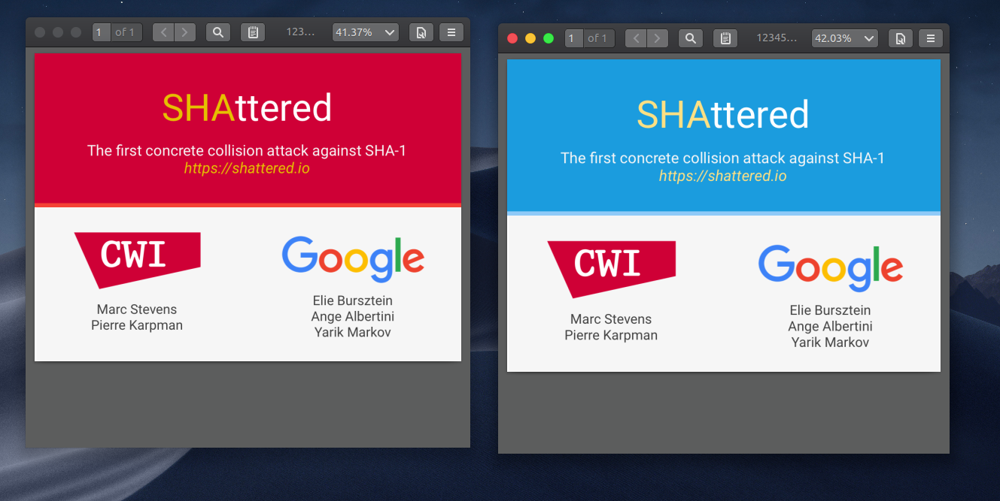 1 of 1 123... 41.37%
SHAttered
The first concrete collision attack against SHA-1
https://shattered.io
CWI
Google
Marc Stevens
Pierre Karpman
Elie Bursztein
Ange Albertini
Yarik Markov
1 of 1 12345... 42.03%
SHAttered
The first concrete collision attack against SHA-1
https://shattered.io
CWI
Google
Marc Stevens
Pierre Karpman
Elie Bursztein
Ange Albertini
Yarik Markov